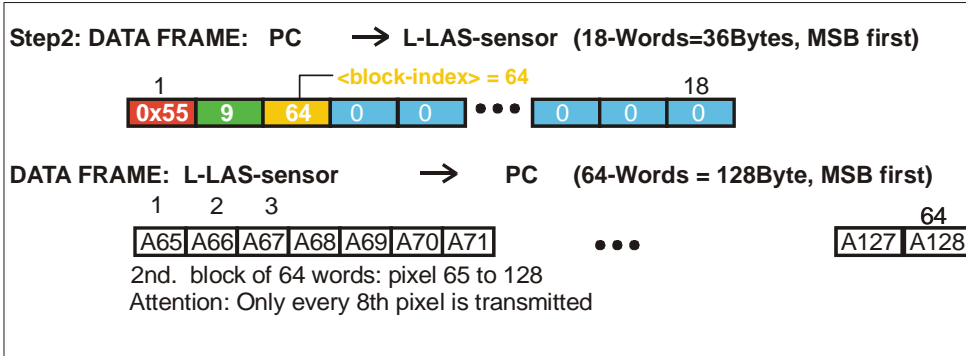 Step2: DATA FRAME: PC → L-LAS-sensor (18-Words=36Bytes, MSB first)
<block-index> = 64
1 18
0x55 9 64 0 0 ••• 0 0 0
DATA FRAME: L-LAS-sensor → PC (64-Words = 128Byte, MSB first)
1 2 3 64
A65 A66 A67 A68 A69 A70 A71 ••• A127 A128
2nd. block of 64 words: pixel 65 to 128
Attention: Only every 8th pixel is transmitted